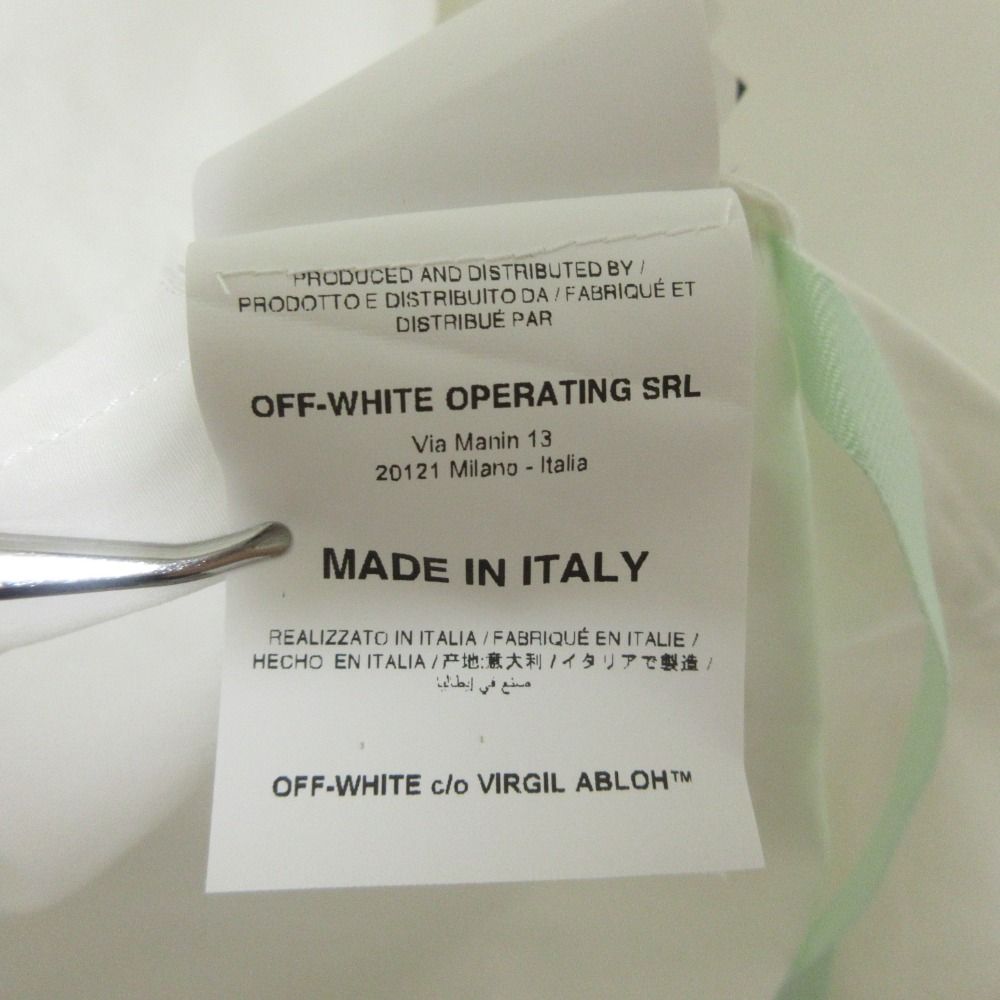 PRODUCED AND DISTRIBUTED BY /
PRODOTTO E DISTRIBUITO DA / FABRIQUÉ ET
DISTRIBUÉ PAR
OFF-WHITE OPERATING SRL
Via Manin 13
20121 Milano - Italia
MADE IN ITALY
REALIZZATO IN ITALIA / FABRIQUÉ EN ITALIE /
HECHO EN ITALIA / 产地:意大利 / イタリアで製造 /
صنع في إيطاليا
OFF-WHITE c/o VIRGIL ABLOH™